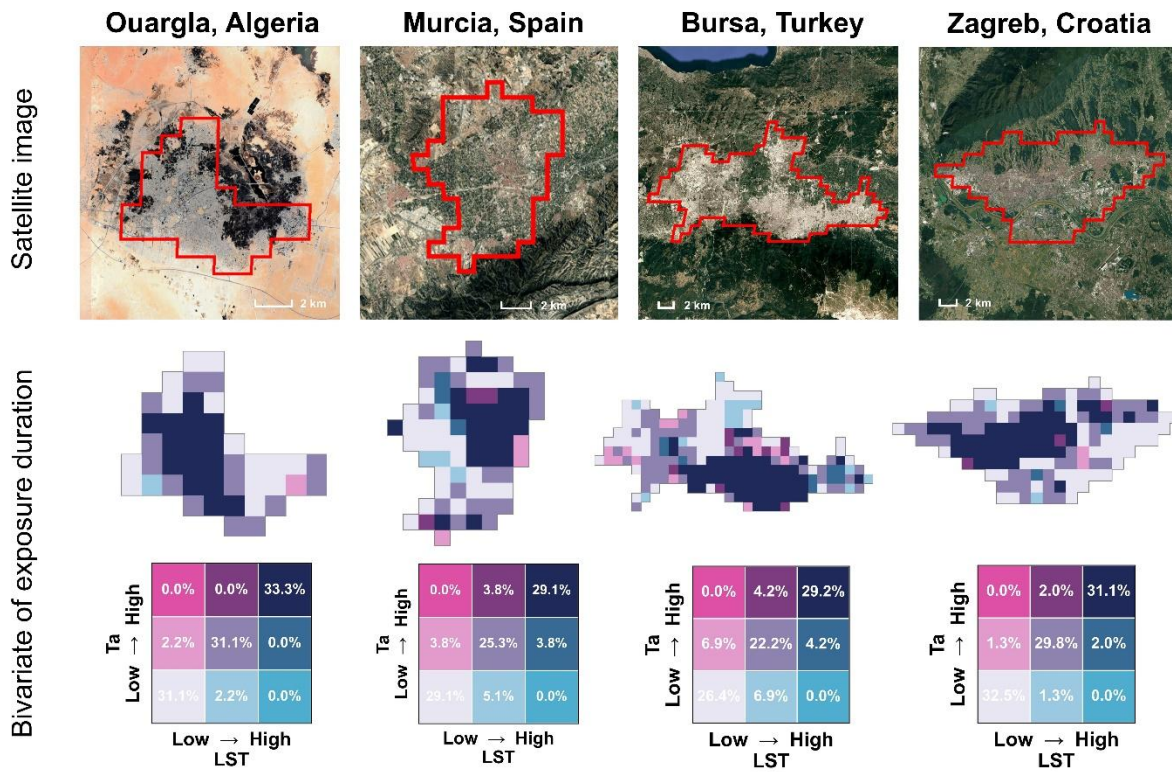 Ouargla, Algeria
Murcia, Spain
Bursa, Turkey
Zagreb, Croatia
Satellite image
2 km
2 km
2 km
2 km
Bivariate of exposure duration
Ta
Low → High
0.0% 0.0% 33.3%
2.2% 31.1% 0.0%
31.1% 2.2% 0.0%
Low → High
LST
Ta
Low → High
0.0% 3.8% 29.1%
3.8% 25.3% 3.8%
29.1% 5.1% 0.0%
Low → High
LST
Ta
Low → High
0.0% 4.2% 29.2%
6.9% 22.2% 4.2%
26.4% 6.9% 0.0%
Low → High
LST
Ta
Low → High
0.0% 2.0% 31.1%
1.3% 29.8% 2.0%
32.5% 1.3% 0.0%
Low → High
LST